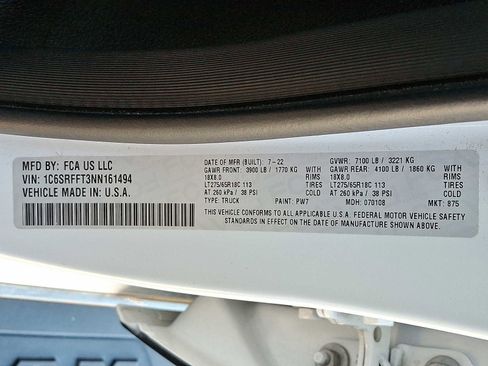 MFD BY: FCA US LLC
VIN: 1C6SRFFT3NN161494
VEHICLE MADE IN: U.S.A.
DATE OF MFR (BUILT): 7-22 GVWR: 7100 LB / 3221 KG
GAWR FRONT: 3900 LB / 1770 KG WITH GAWR REAR: 4100 LB / 1860 KG WITH
18X8.0 RIMS 18X8.0 RIMS
LT275/65R18C 113 TIRES LT275/65R18C 113 TIRES
AT 260 kPa / 38 PSI COLD AT 260 kPa / 38 PSI COLD
TYPE: TRUCK PAINT: PW7 MDH: 070108 MKT: 875
THIS VEHICLE CONFORMS TO ALL APPLICABLE U.S.A. FEDERAL MOTOR VEHICLE SAFETY
STANDARDS IN EFFECT ON THE DATE OF MANUFACTURE SHOWN ABOVE.